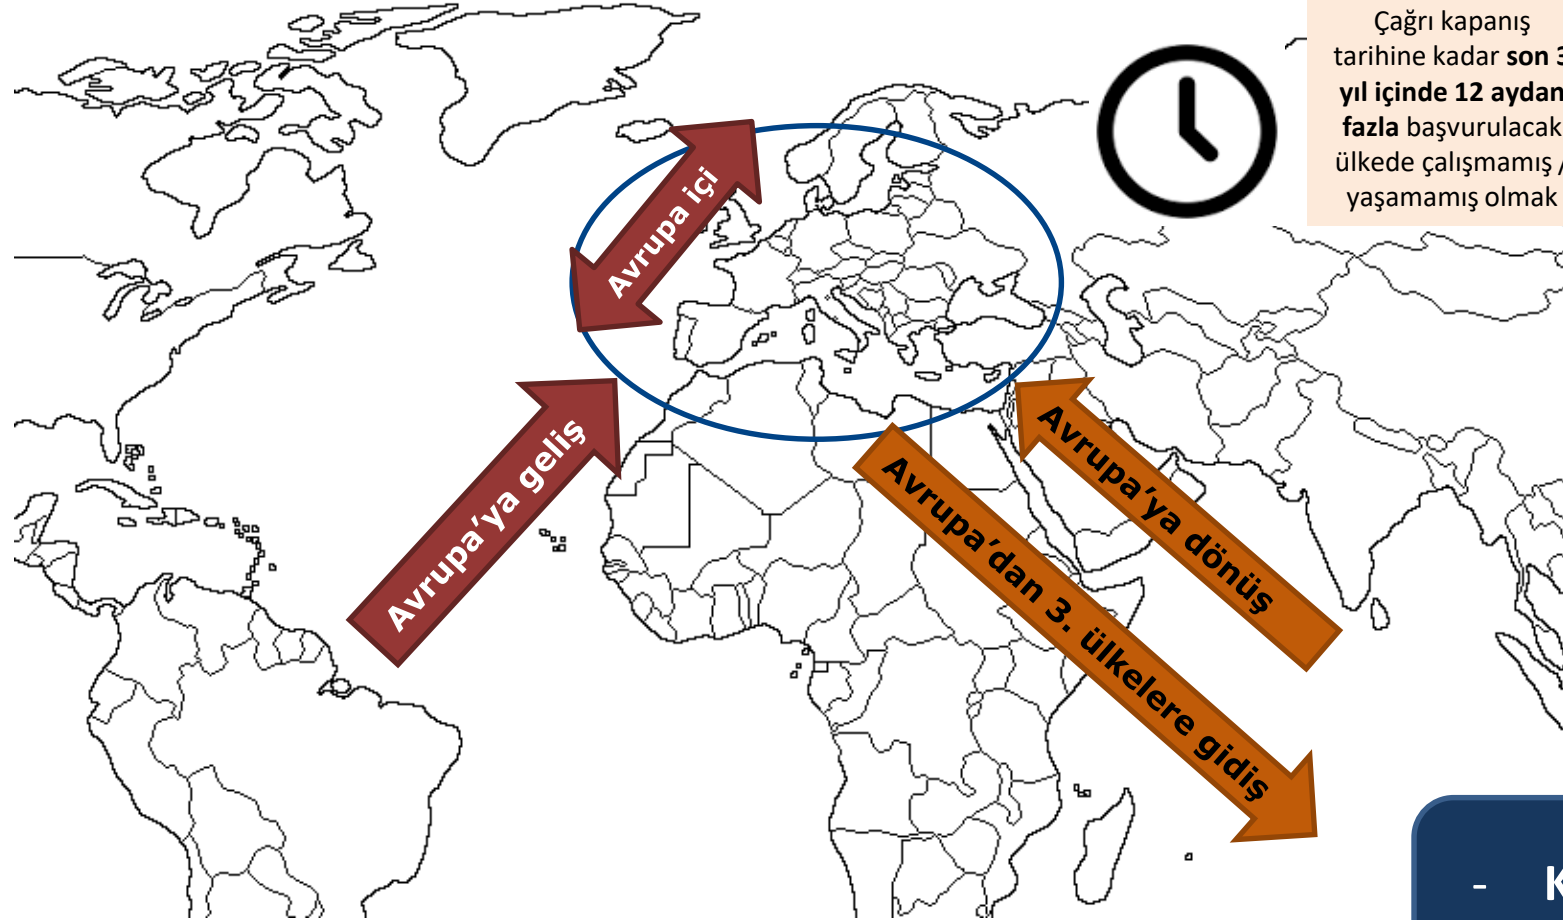 Çağrı kapanış
tarihine kadar son 3
yıl içinde 12 aydan
fazla başvurulacak
ülkede çalışmamış /
yaşamamış olmak
Avrupa içi
Avrupa’ya geliş
Avrupa’ya dönüş
Avrupa’dan 3. ülkelere gidiş
- K